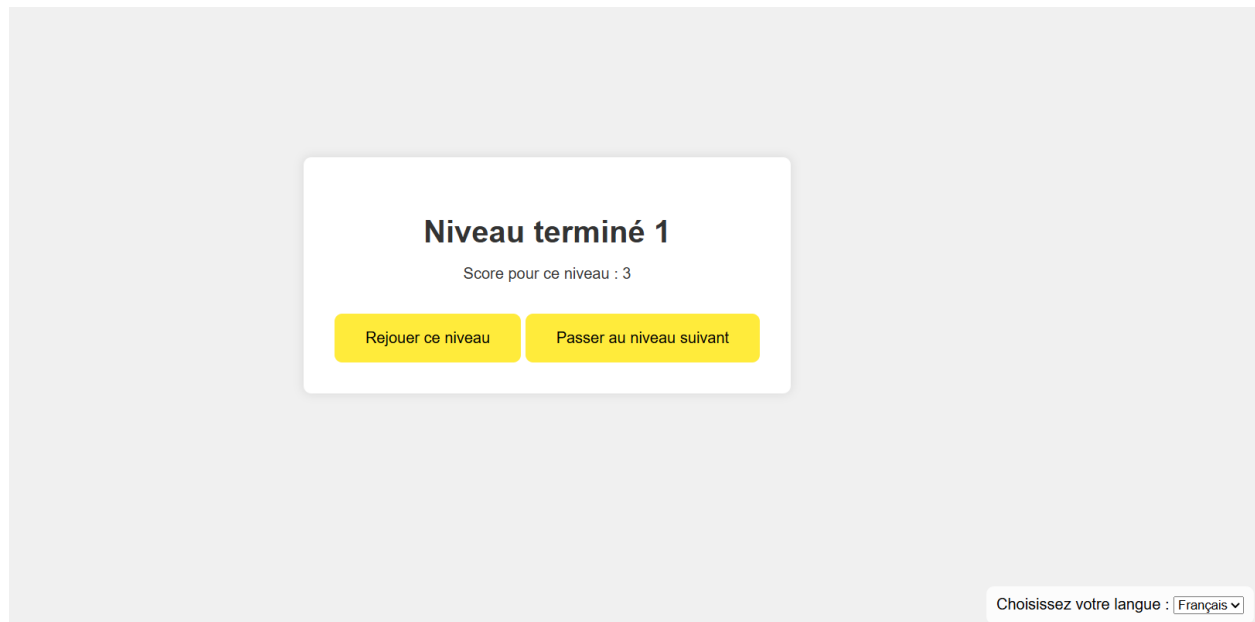 Niveau terminé 1
Score pour ce niveau : 3
Rejouer ce niveau
Passer au niveau suivant
Choisissez votre langue : Français